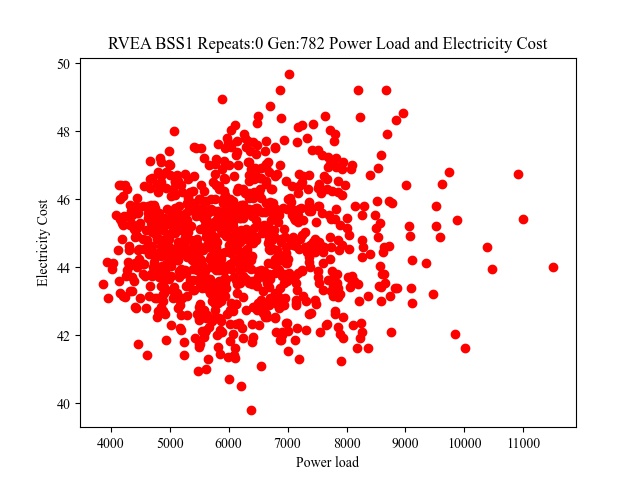 RVEA BSS1 Repeats:0 Gen:782 Power Load and Electricity Cost
50
48
46
44
42
40
Electricity Cost
4000 5000 6000 7000 8000 9000 10000 11000
Power load